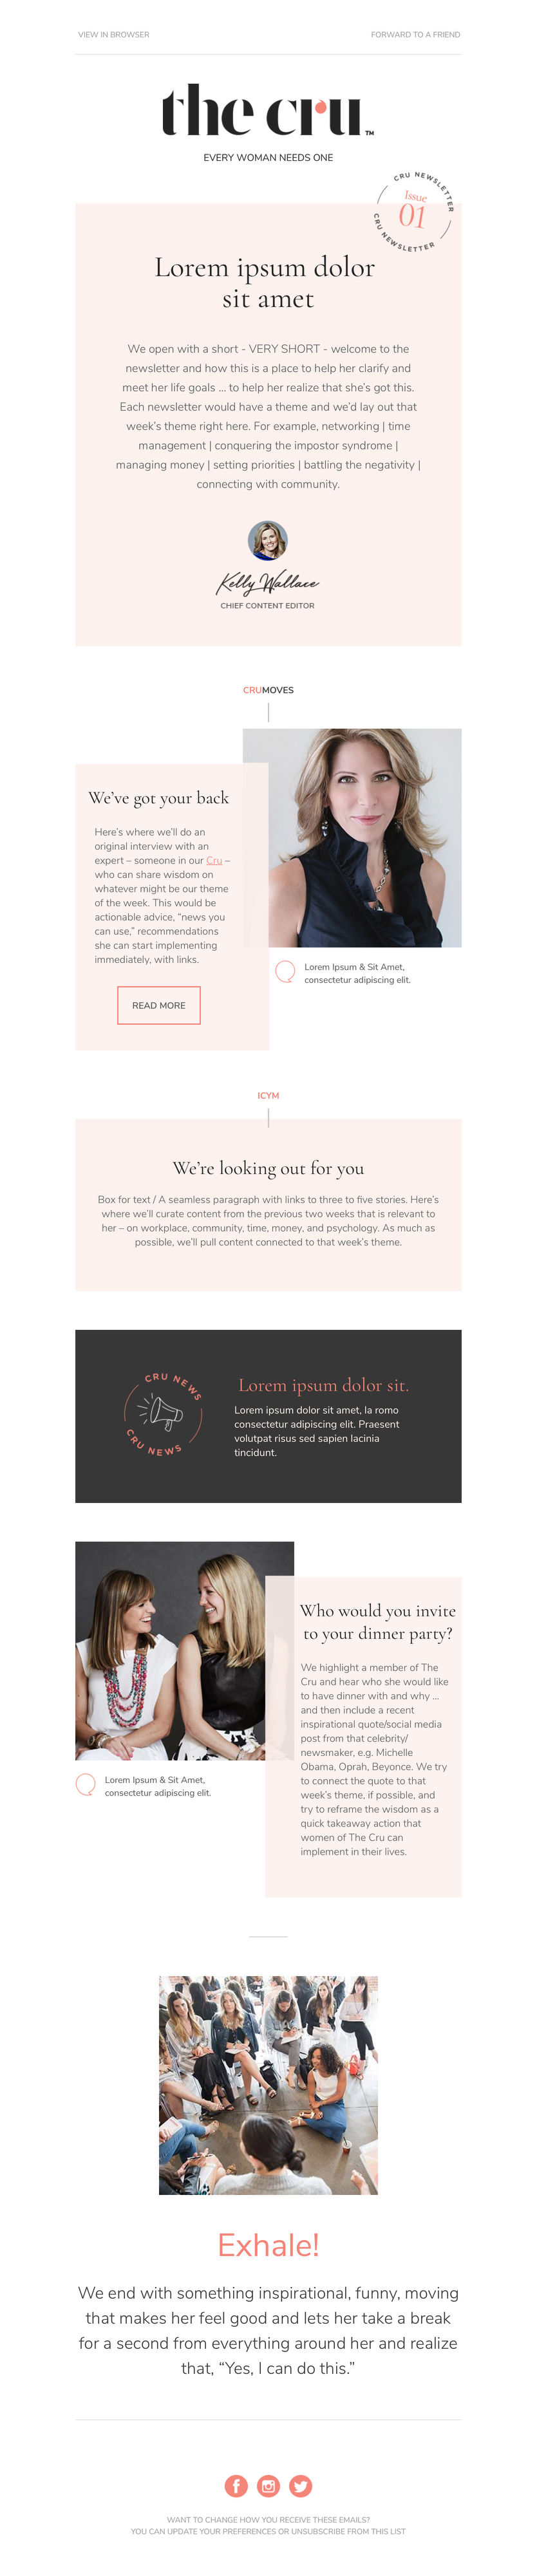 VIEW IN BROWSER
FORWARD TO A FRIEND
the cru™
EVERY WOMAN NEEDS ONE
CRU NEWSLETTER
Issue
01
CRU NEWSLETTER
Lorem ipsum dolor
sit amet
We open with a short - VERY SHORT - welcome to the
newsletter and how this is a place to help her clarify and
meet her life goals ... to help her realize that she's got this.
Each newsletter would have a theme and we'd lay out that
week's theme right here. For example, networking | time
management | conquering the impostor syndrome |
managing money | setting priorities | battling the negativity |
connecting with community.
Kelly Wallace
CHIEF CONTENT EDITOR
CRUMOVES
We've got your back
Here's where we'll do an
original interview with an
expert – someone in our Cru –
who can share wisdom on
whatever might be our theme
of the week. This would be
actionable advice, "news you
can use," recommendations
she can start implementing
immediately, with links.
READ MORE
Lorem Ipsum & Sit Amet,
consectetur adipiscing elit.
ICYM
We're looking out for you
Box for text / A seamless paragraph with links to three to five stories. Here's
where we'll curate content from the previous two weeks that is relevant to
her – on workplace, community, time, money, and psychology. As much as
possible, we'll pull content connected to that week's theme.
CRU NEWS
CRU NEWS
Lorem ipsum dolor sit.
Lorem ipsum dolor sit amet, la romo
consectetur adipiscing elit. Praesent
volutpat risus sed sapien lacinia
tincidunt.
Who would you invite
to your dinner party?
We highlight a member of The
Cru and hear who she would like
to have dinner with and why ...
and then include a recent
inspirational quote/social media
post from that celebrity/
newsmaker, e.g. Michelle
Obama, Oprah, Beyonce. We try
to connect the quote to that
week's theme, if possible, and
try to reframe the wisdom as a
quick takeaway action that
women of The Cru can
implement in their lives.
Lorem Ipsum & Sit Amet,
consectetur adipiscing elit.
Exhale!
We end with something inspirational, funny, moving
that makes her feel good and lets her take a break
for a second from everything around her and realize
that, "Yes, I can do this."
WANT TO CHANGE HOW YOU RECEIVE THESE EMAILS?
YOU CAN UPDATE YOUR PREFERENCES OR UNSUBSCRIBE FROM THIS LIST